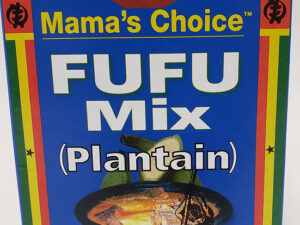 Mama's Choice™
FUFU
Mix
(Plantain)